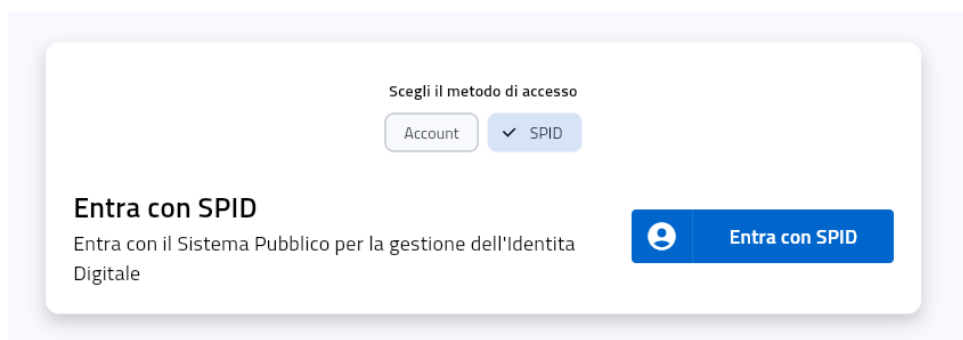 Scegli il metodo di accesso
Account
SPID
Entra con SPID
Entra con il Sistema Pubblico per la gestione dell'Identita
Digitale
Entra con SPID